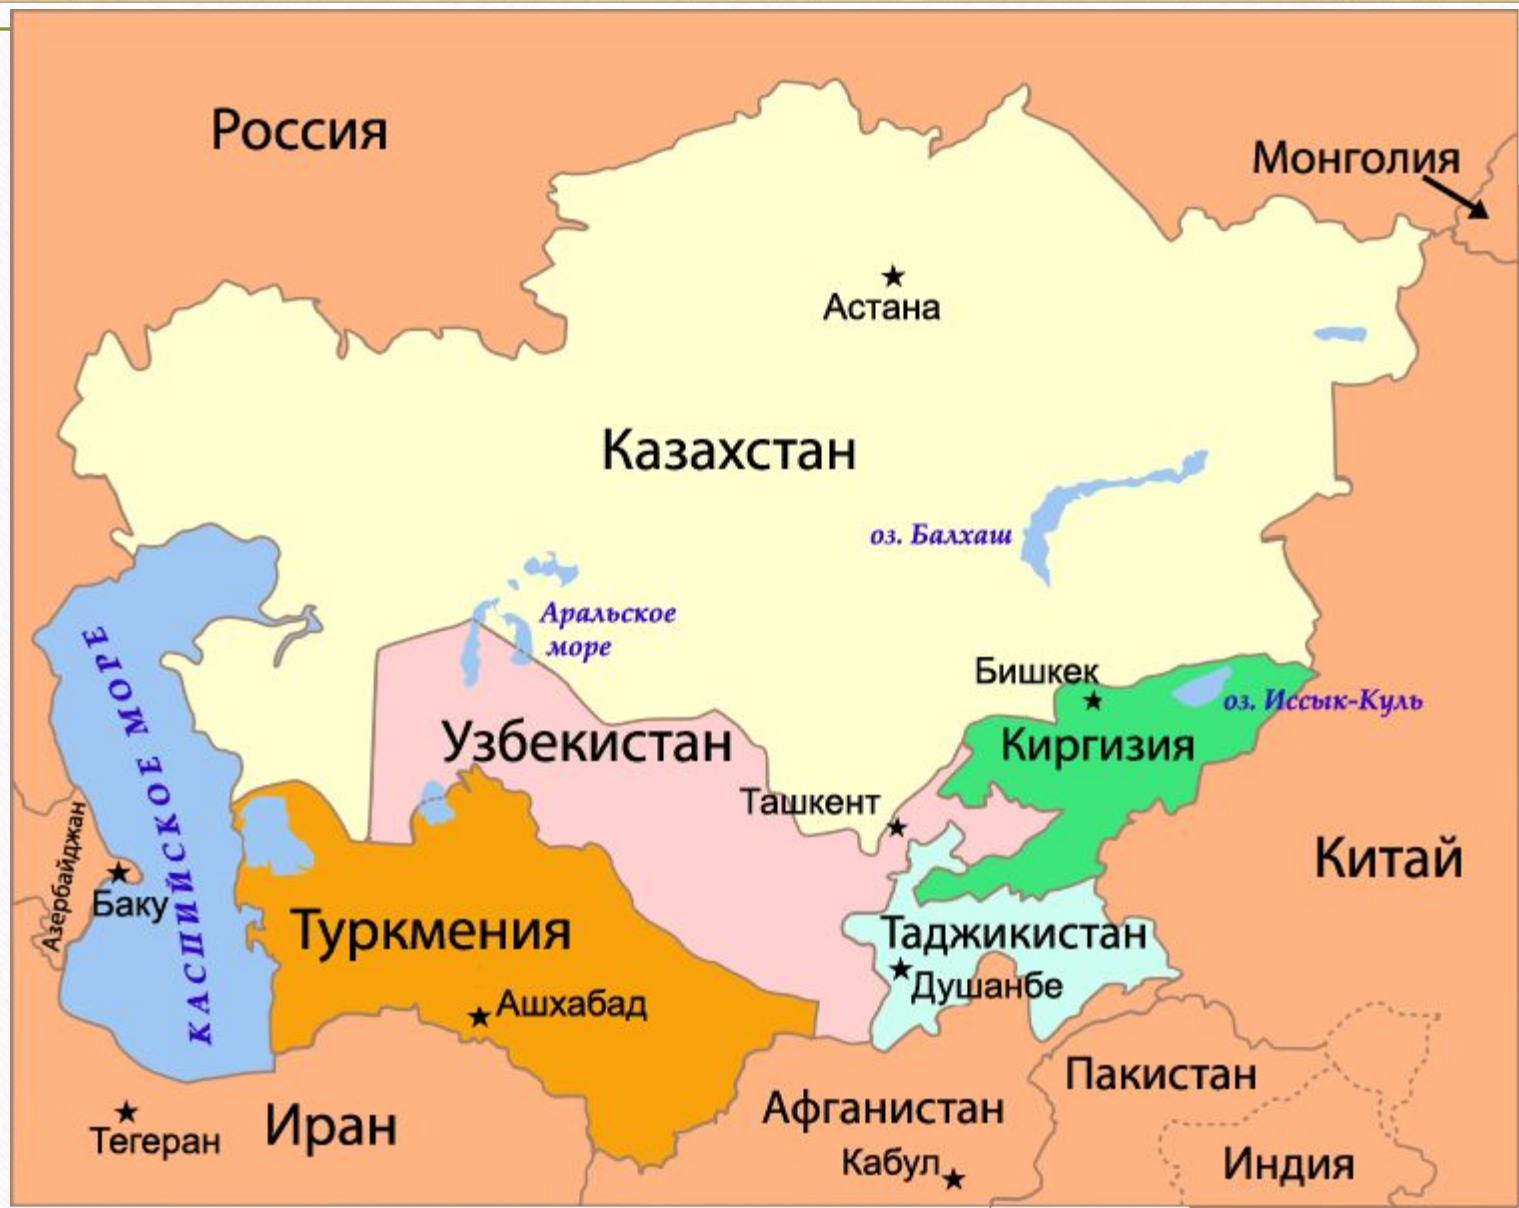 Россия
Монголия
Астана
Казахстан
оз. Балхаш
Аральское
море
КАСПИЙСКОЕ МОРЕ
Бишкек
оз. Иссык-Куль
Узбекистан
Киргизия
Ташкент
Азербайджан
Баку
Китай
Туркмения
Таджикистан
Душанбе
Ашхабад
Пакистан
Афганистан
Иран
Тегеран
Кабул
Индия